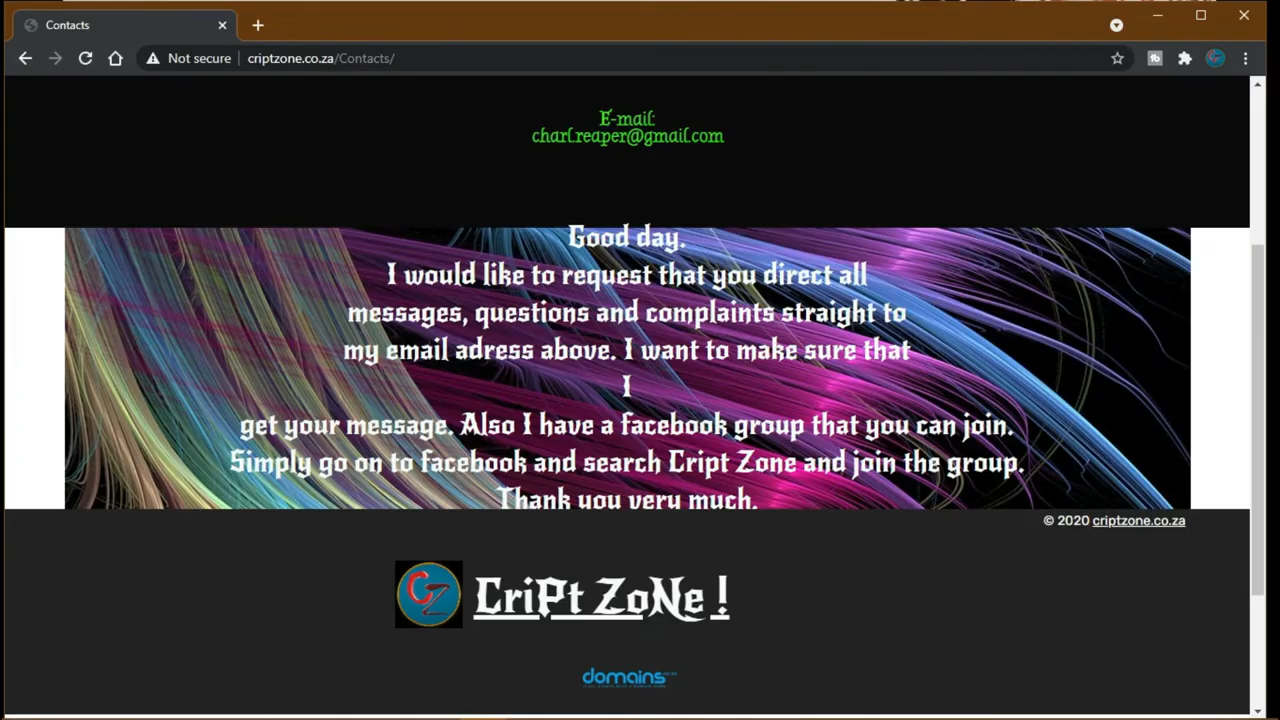 Contacts
Not secure
criptzone.co.za/Contacts/
E-mail:
charl.reaper@gmail.com
Good day.
I would like to request that you direct all
messages, questions and complaints straight to
my email adress above. I want to make sure that
I
get your message. Also I have a facebook group that you can join.
Simply go on to facebook and search Cript Zone and join the group.
Thank you very much.
© 2020 criptzone.co.za
CZ
CriPt ZoNe !
domains